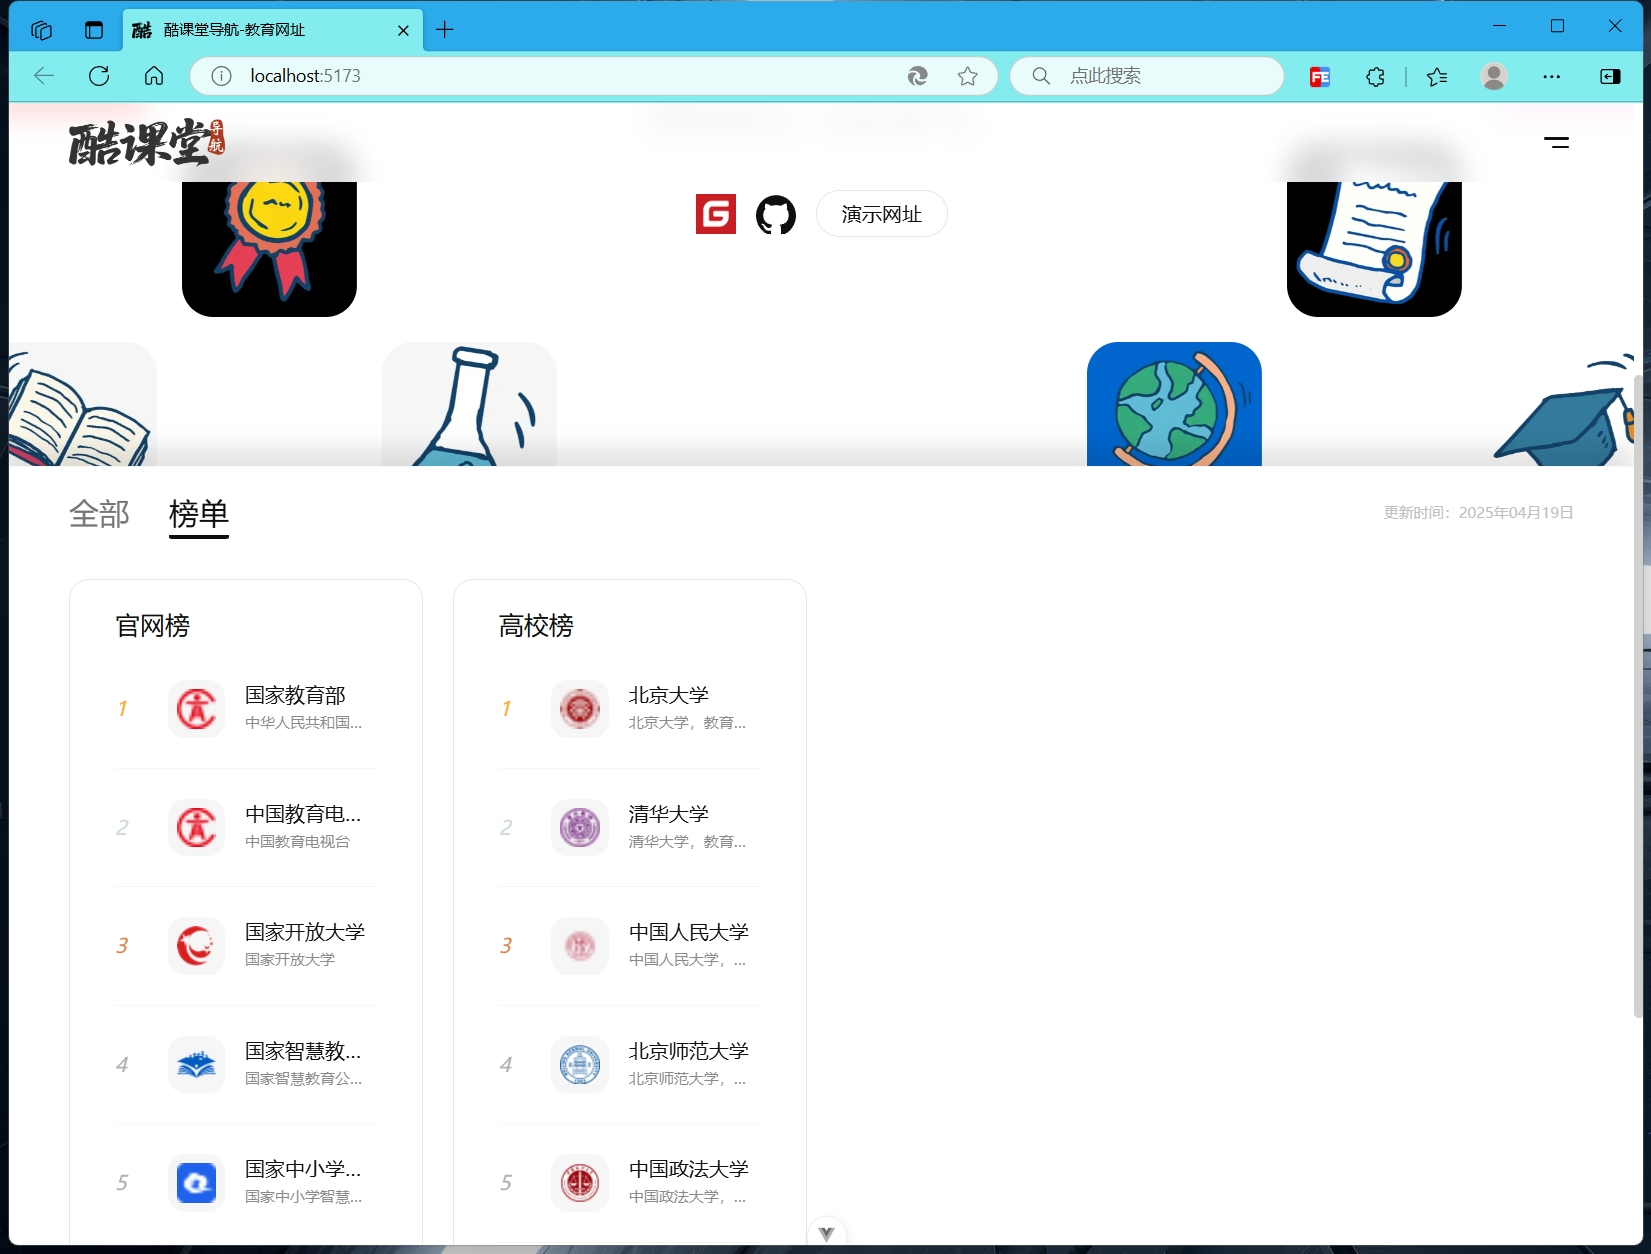 酷课堂导航-教育网址
localhost:5173
点此搜索
FE
酷课堂
导航
G
演示网址
全部
榜单
更新时间：2025年04月19日
官网榜
1
国家教育部
中华人民共和国...
2
中国教育电...
中国教育电视台
3
国家开放大学
国家开放大学
4
国家智慧教...
国家智慧教育公...
5
国家中小学...
国家中小学智慧...
高校榜
1
北京大学
北京大学，教育...
2
清华大学
清华大学，教育...
3
中国人民大学
中国人民大学，...
4
北京师范大学
北京师范大学，...
5
中国政法大学
中国政法大学，...